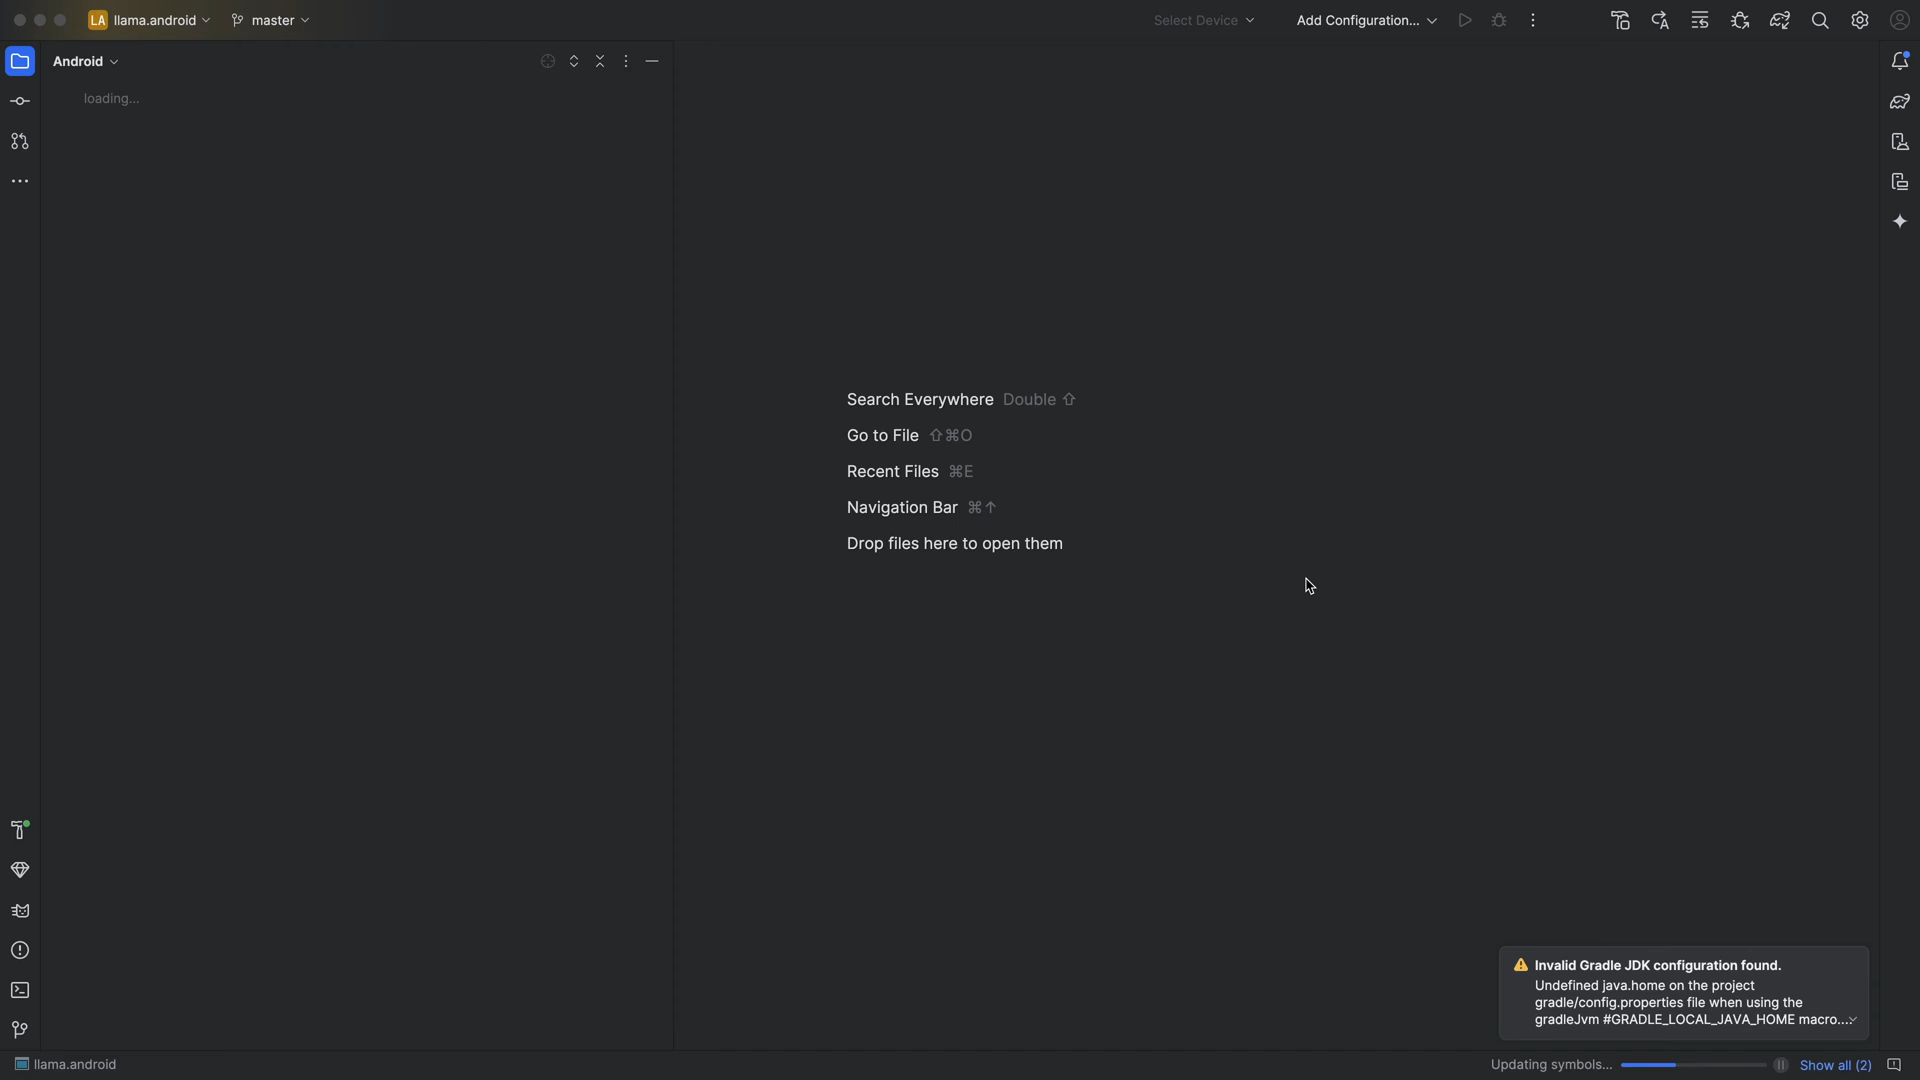 LA llama.android master Select Device Add Configuration...
Android
loading...
Search Everywhere Double ⇧
Go to File ⇧⌘O
Recent Files ⌘E
Navigation Bar ⌘↑
Drop files here to open them
Invalid Gradle JDK configuration found.
Undefined java.home on the project
gradle/config.properties file when using the
gradleJvm #GRADLE_LOCAL_JAVA_HOME macro....
llama.android Updating symbols... Show all (2)